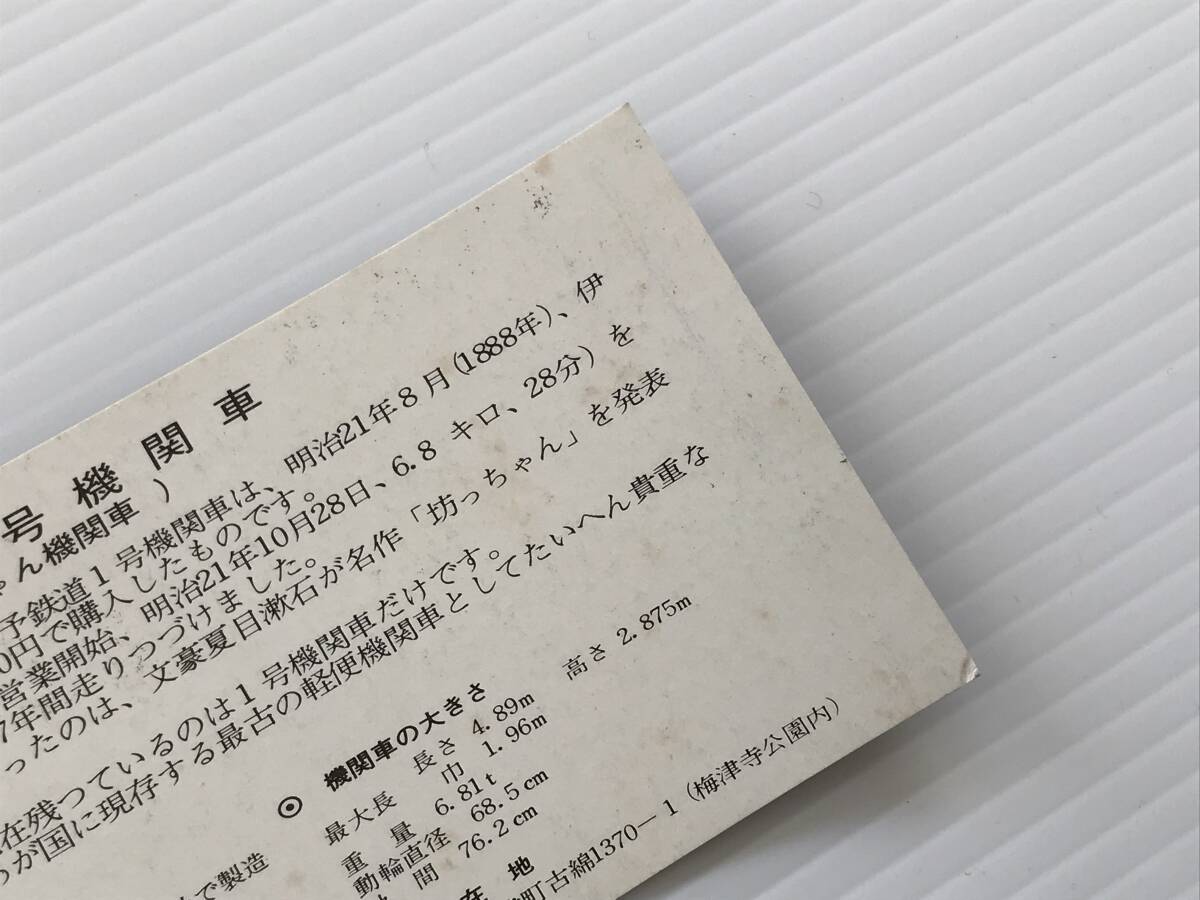 号機関車
ん機関車)
予鉄道1号機関車は、明治21年8月(1888年)、伊
0円で購入したものです。
営業開始、明治21年10月28日、6.8キロ、28分)を
7年間走りつづけました。
ったのは、文豪夏目漱石が名作「坊っちゃん」を発表
在残っているのは1号機関車だけです。
が国に現存する最古の軽便機関車としてたいへん貴重な
で製造
◎ 機関車の大きさ
最大長 長さ 4.89m
巾 1.96m 高さ 2.875m
重量 6.81t
動輪直径 68.5cm
間 76.2cm
在地
町古綿1370−1(梅津寺公園内)